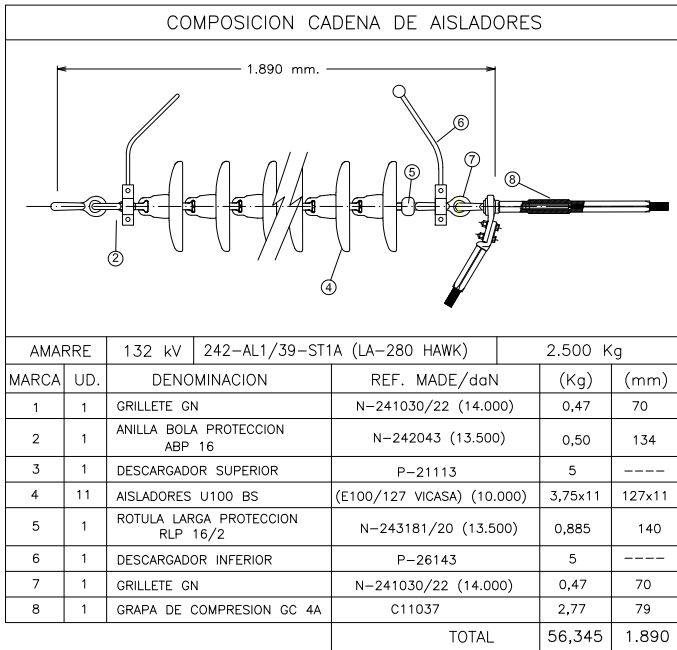 COMPOSICION CADENA DE AISLADORES
1.890 mm.
6
5
7
8
2
4
AMARRE 132 kV 242-AL1/39-ST1A (LA-280 HAWK) 2.500 Kg
MARCA UD. DENOMINACION REF. MADE/daN (Kg) (mm)
1 1 GRILLETE GN N-241030/22 (14.000) 0,47 70
2 1 ANILLA BOLA PROTECCION ABP 16 N-242043 (13.500) 0,50 134
3 1 DESCARGADOR SUPERIOR P-21113 5 ----
4 11 AISLADORES U100 BS (E100/127 VICASA) (10.000) 3,75x11 127x11
5 1 ROTULA LARGA PROTECCION RLP 16/2 N-243181/20 (13.500) 0,885 140
6 1 DESCARGADOR INFERIOR P-26143 5 ----
7 1 GRILLETE GN N-241030/22 (14.000) 0,47 70
8 1 GRAPA DE COMPRESION GC 4A C11037 2,77 79
TOTAL 56,345 1.890